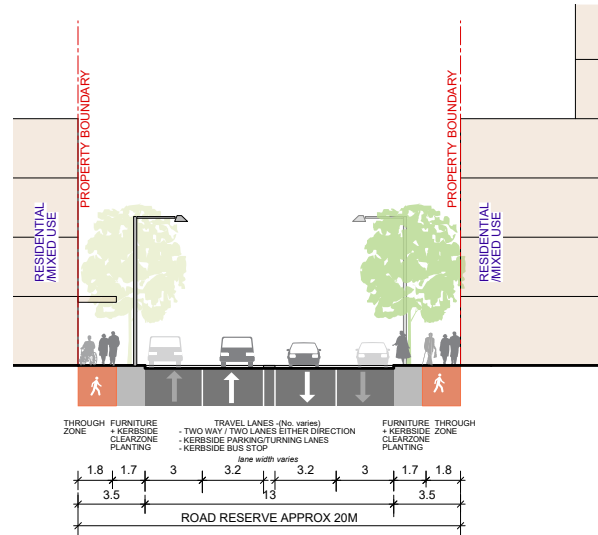 PROPERTY BOUNDARY
PROPERTY BOUNDARY
RESIDENTIAL
/MIXED USE
RESIDENTIAL
/MIXED USE
THROUGH
ZONE
FURNITURE
+ KERBSIDE
CLEARZONE
PLANTING
TRAVEL LANES -(No. varies)
- TWO WAY / TWO LANES EITHER DIRECTION
- KERBSIDE PARKING/TURNING LANES
- KERBSIDE BUS STOP
lane width varies
FURNITURE
+ KERBSIDE
CLEARZONE
PLANTING
THROUGH
ZONE
1.8 1.7 3 3.2 3.2 3 1.7 1.8
3.5 13 3.5
ROAD RESERVE APPROX 20M